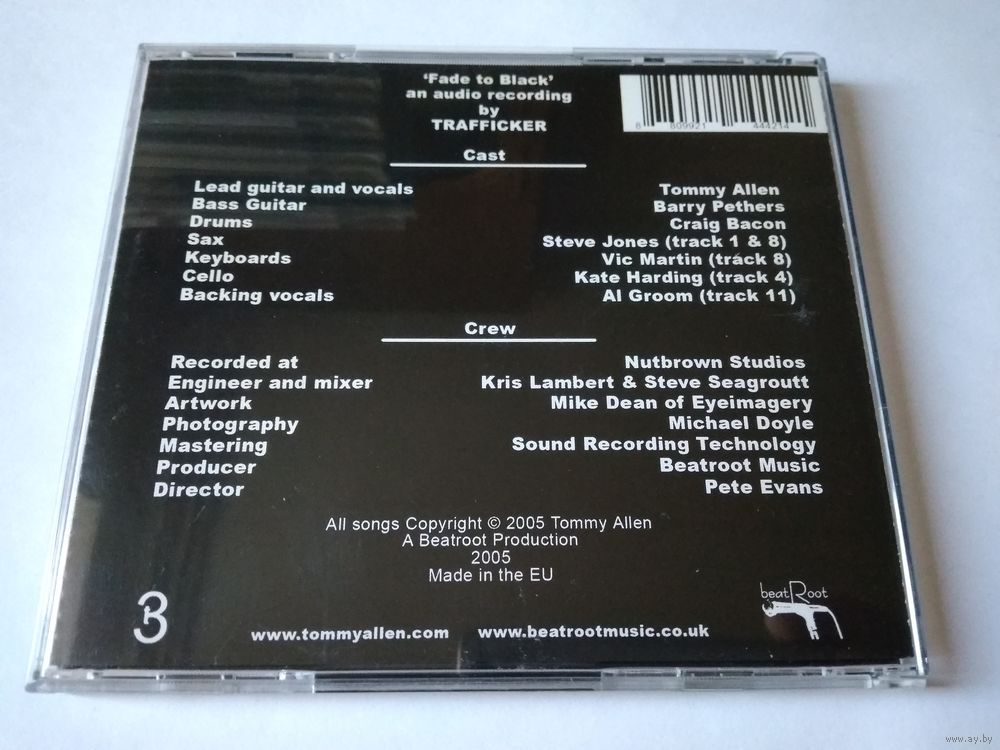 ‘Fade to Black’
an audio recording
by
TRAFFICKER
8 809921 444214
Cast
Lead guitar and vocals Tommy Allen
Bass Guitar Barry Pethers
Drums Craig Bacon
Sax Steve Jones (track 1 & 8)
Keyboards Vic Martin (track 8)
Cello Kate Harding (track 4)
Backing vocals Al Groom (track 11)
Crew
Recorded at Nutbrown Studios
Engineer and mixer Kris Lambert & Steve Seagroutt
Artwork Mike Dean of Eyeimagery
Photography Michael Doyle
Mastering Sound Recording Technology
Producer Beatroot Music
Director Pete Evans
All songs Copyright © 2005 Tommy Allen
A Beatroot Production
2005
Made in the EU
beatRoot
www.tommyallen.com www.beatrootmusic.co.uk
www.ay.by